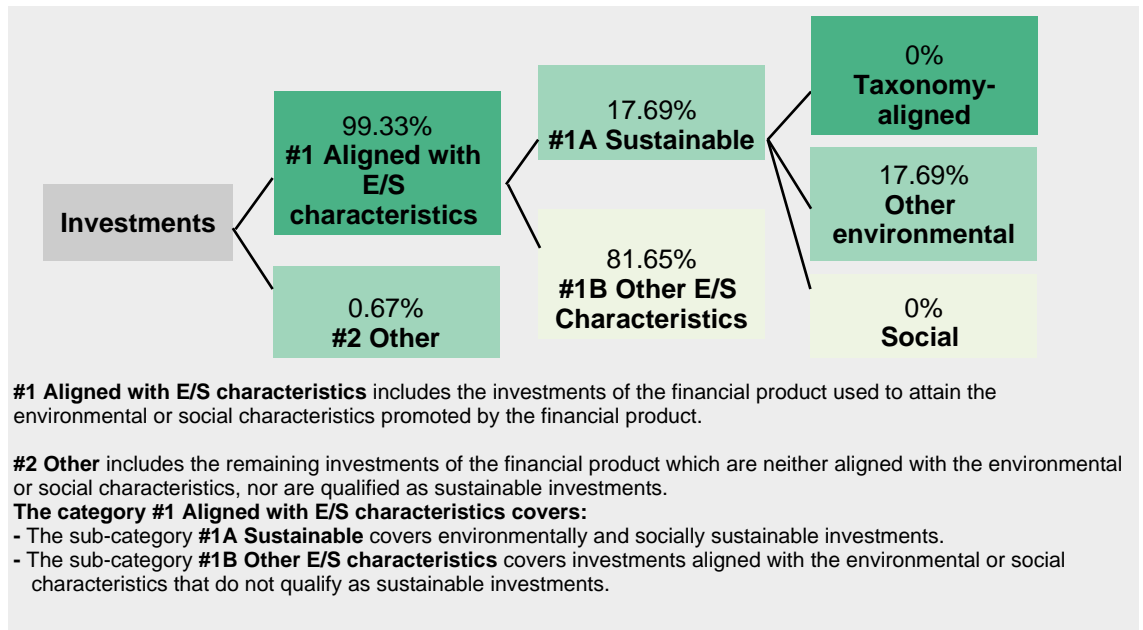 Investments
99.33%
#1 Aligned with
E/S
characteristics
0.67%
#2 Other
17.69%
#1A Sustainable
81.65%
#1B Other E/S
Characteristics
0%
Taxonomy-
aligned
17.69%
Other
environmental
0%
Social
#1 Aligned with E/S characteristics includes the investments of the financial product used to attain the
environmental or social characteristics promoted by the financial product.
#2 Other includes the remaining investments of the financial product which are neither aligned with the environmental
or social characteristics, nor are qualified as sustainable investments.
The category #1 Aligned with E/S characteristics covers:
- The sub-category #1A Sustainable covers environmentally and socially sustainable investments.
- The sub-category #1B Other E/S characteristics covers investments aligned with the environmental or social
characteristics that do not qualify as sustainable investments.